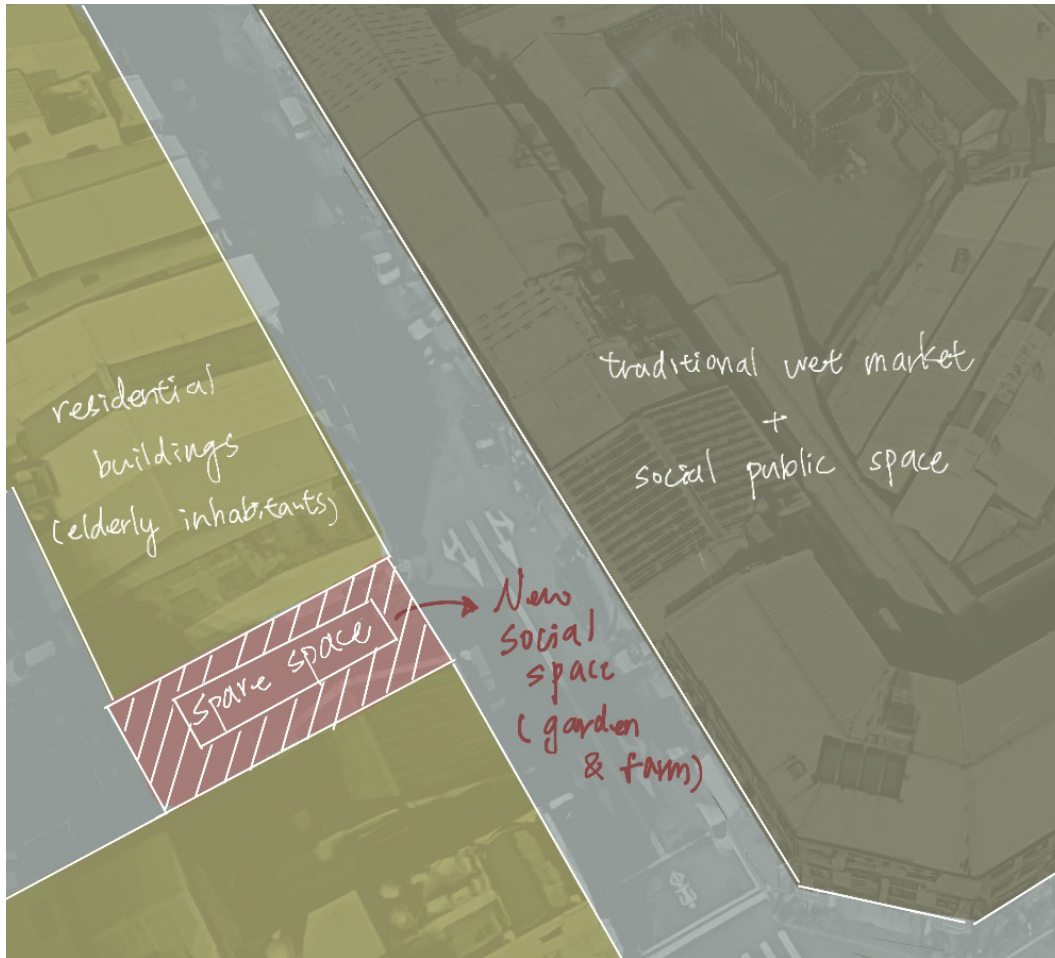 residential
buildings
(elderly inhabitants)
traditional wet market
+
social public space
spare space
New
social
space
(garden
& farm)